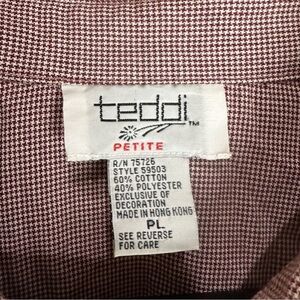 teddi TM
PETITE
R/N 75726
STYLE 59503
60% COTTON
40% POLYESTER
EXCLUSIVE OF
DECORATION
MADE IN HONG KONG
PL
SEE REVERSE
FOR CARE